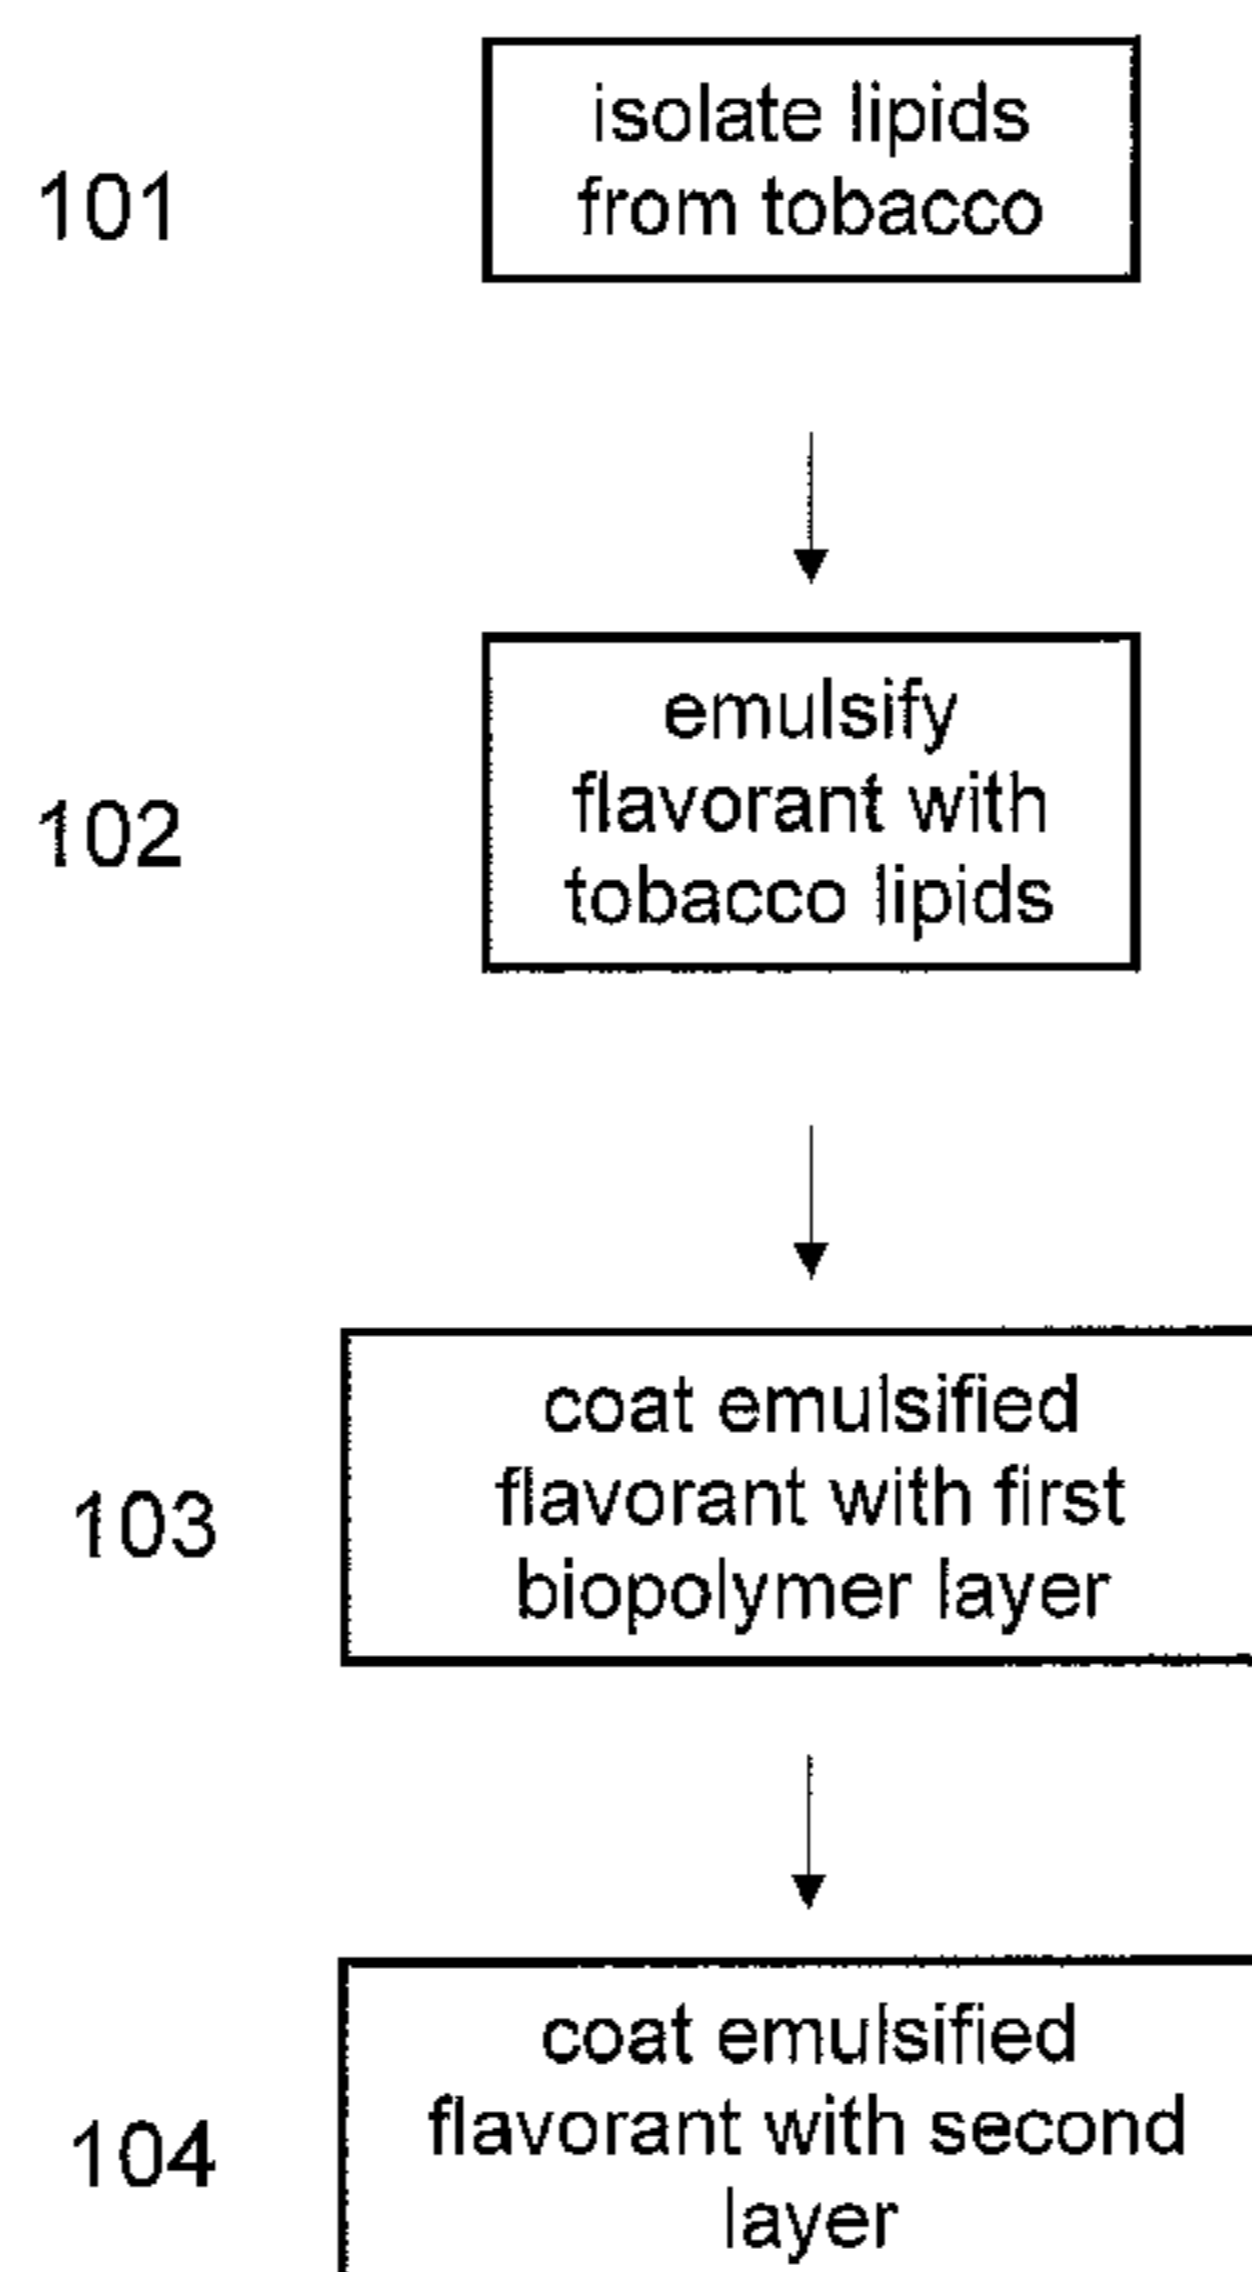 isolate lipids
from tobacco
101
emulsify
flavorant with
tobacco lipids
102
coat emulsified
flavorant with first
biopolymer layer
103
coat emulsified
flavorant with second
layer
104